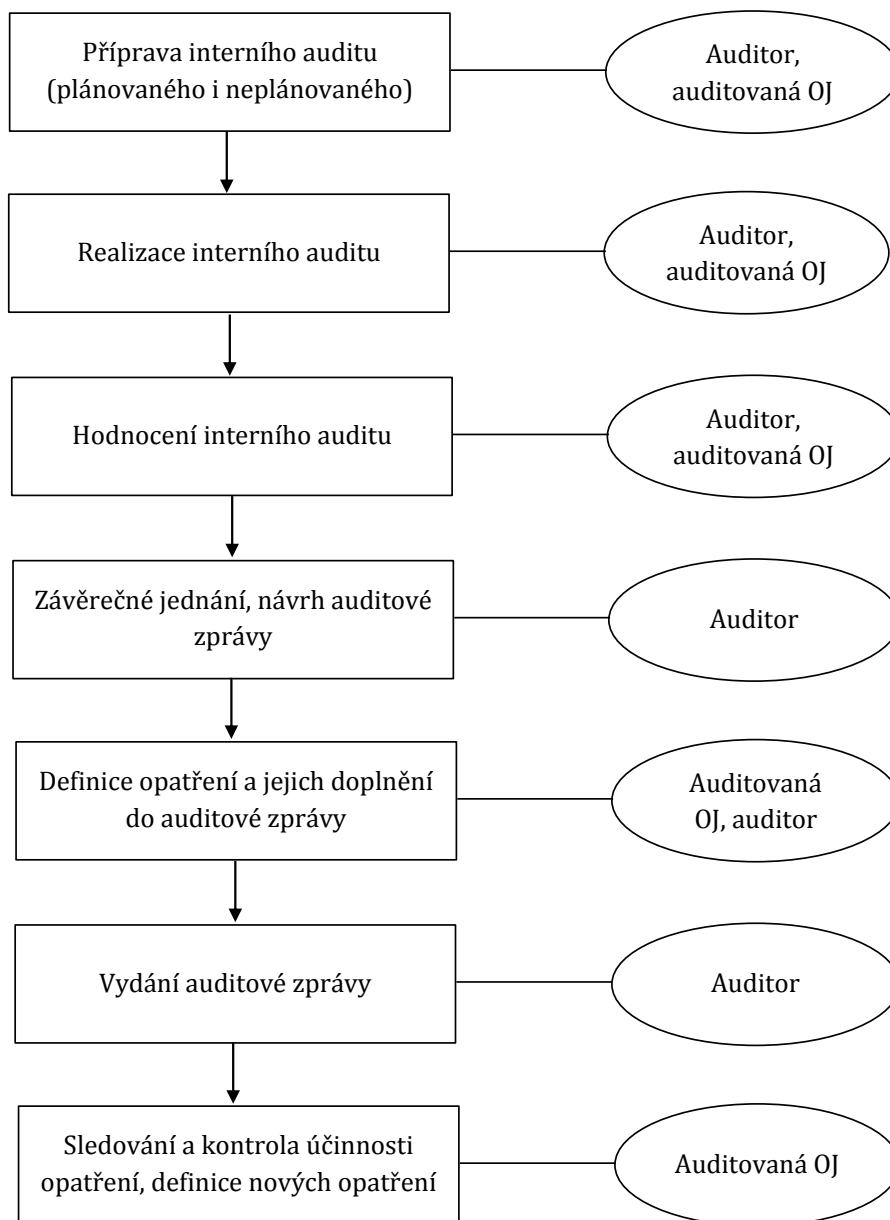 Příprava interního auditu
(plánovaného i neplánovaného)
Auditor,
auditovaná OJ
Realizace interního auditu
Auditor,
auditovaná OJ
Hodnocení interního auditu
Auditor,
auditovaná OJ
Závěrečné jednání, návrh auditové
zprávy
Auditor
Definice opatření a jejich doplnění
do auditové zprávy
Auditovaná
OJ, auditor
Vydání auditové zprávy
Auditor
Sledování a kontrola účinnosti
opatření, definice nových opatření
Auditovaná OJ